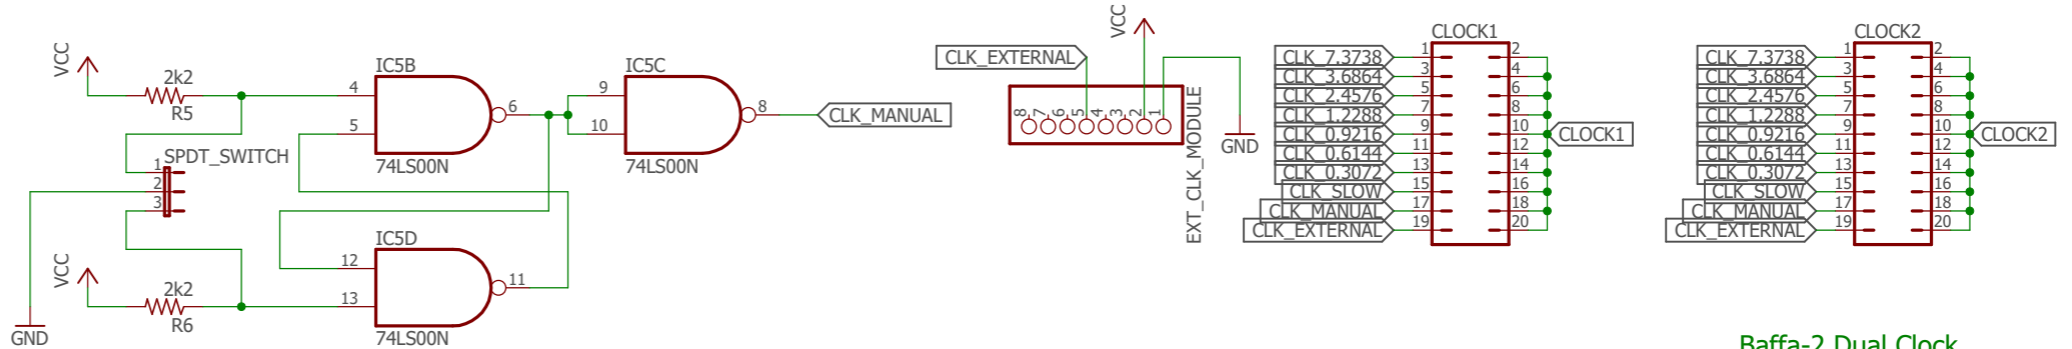 VCC
2k2
R5
4
5
IC5B
6
74LS00N
9
10
IC5C
8
74LS00N
CLK_MANUAL
SPDT_SWITCH
1
2
3
GND
VCC
2k2
R6
12
13
IC5D
11
74LS00N
CLK_EXTERNAL
VCC
8
7
6
5
4
3
2
1
EXT_CLK_MODULE
GND
CLOCK1
CLK_7.3738 1 2
CLK_3.6864 3 4
CLK_2.4576 5 6
CLK_1.2288 7 8
CLK_0.9216 9 10 CLOCK1
CLK_0.6144 11 12
CLK_0.3072 13 14
CLK_SLOW 15 16
CLK_MANUAL 17 18
CLK_EXTERNAL 19 20
CLOCK2
CLK_7.3738 1 2
CLK_3.6864 3 4
CLK_2.4576 5 6
CLK_1.2288 7 8
CLK_0.9216 9 10 CLOCK2
CLK_0.6144 11 12
CLK_0.3072 13 14
CLK_SLOW 15 16
CLK_MANUAL 17 18
CLK_EXTERNAL 19 20
Baffa-2 Dual Clock